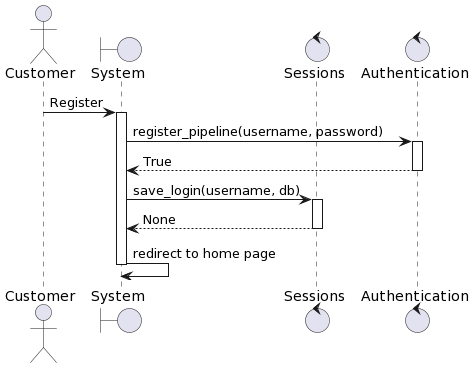 Customer System Sessions Authentication
Register
register_pipeline(username, password)
True
save_login(username, db)
None
redirect to home page
Customer System Sessions Authentication